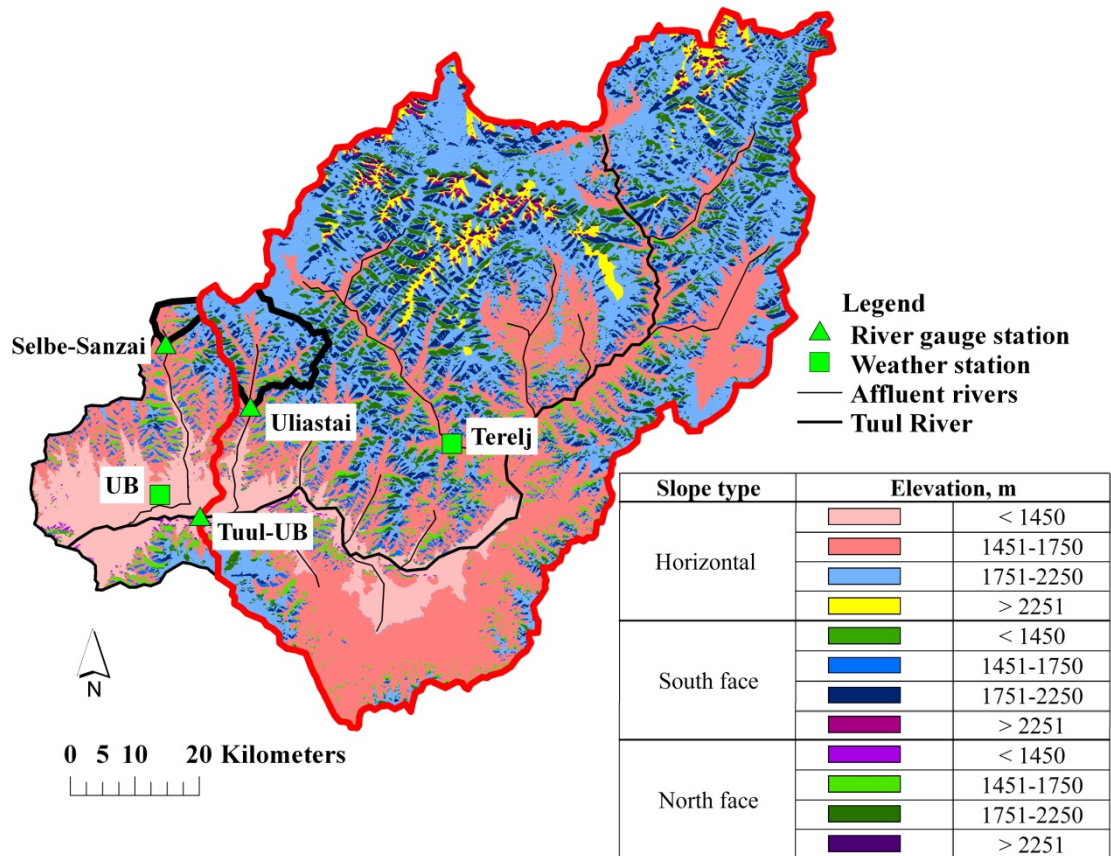 Selbe-Sanzai
Uliastai
Terelj
UB
Tuul-UB
N
0 5 10 20 Kilometers
Legend
River gauge station
Weather station
Affluent rivers
Tuul River
Slope type Elevation, m
Horizontal
< 1450
1451-1750
1751-2250
> 2251
South face
< 1450
1451-1750
1751-2250
> 2251
North face
< 1450
1451-1750
1751-2250
> 2251